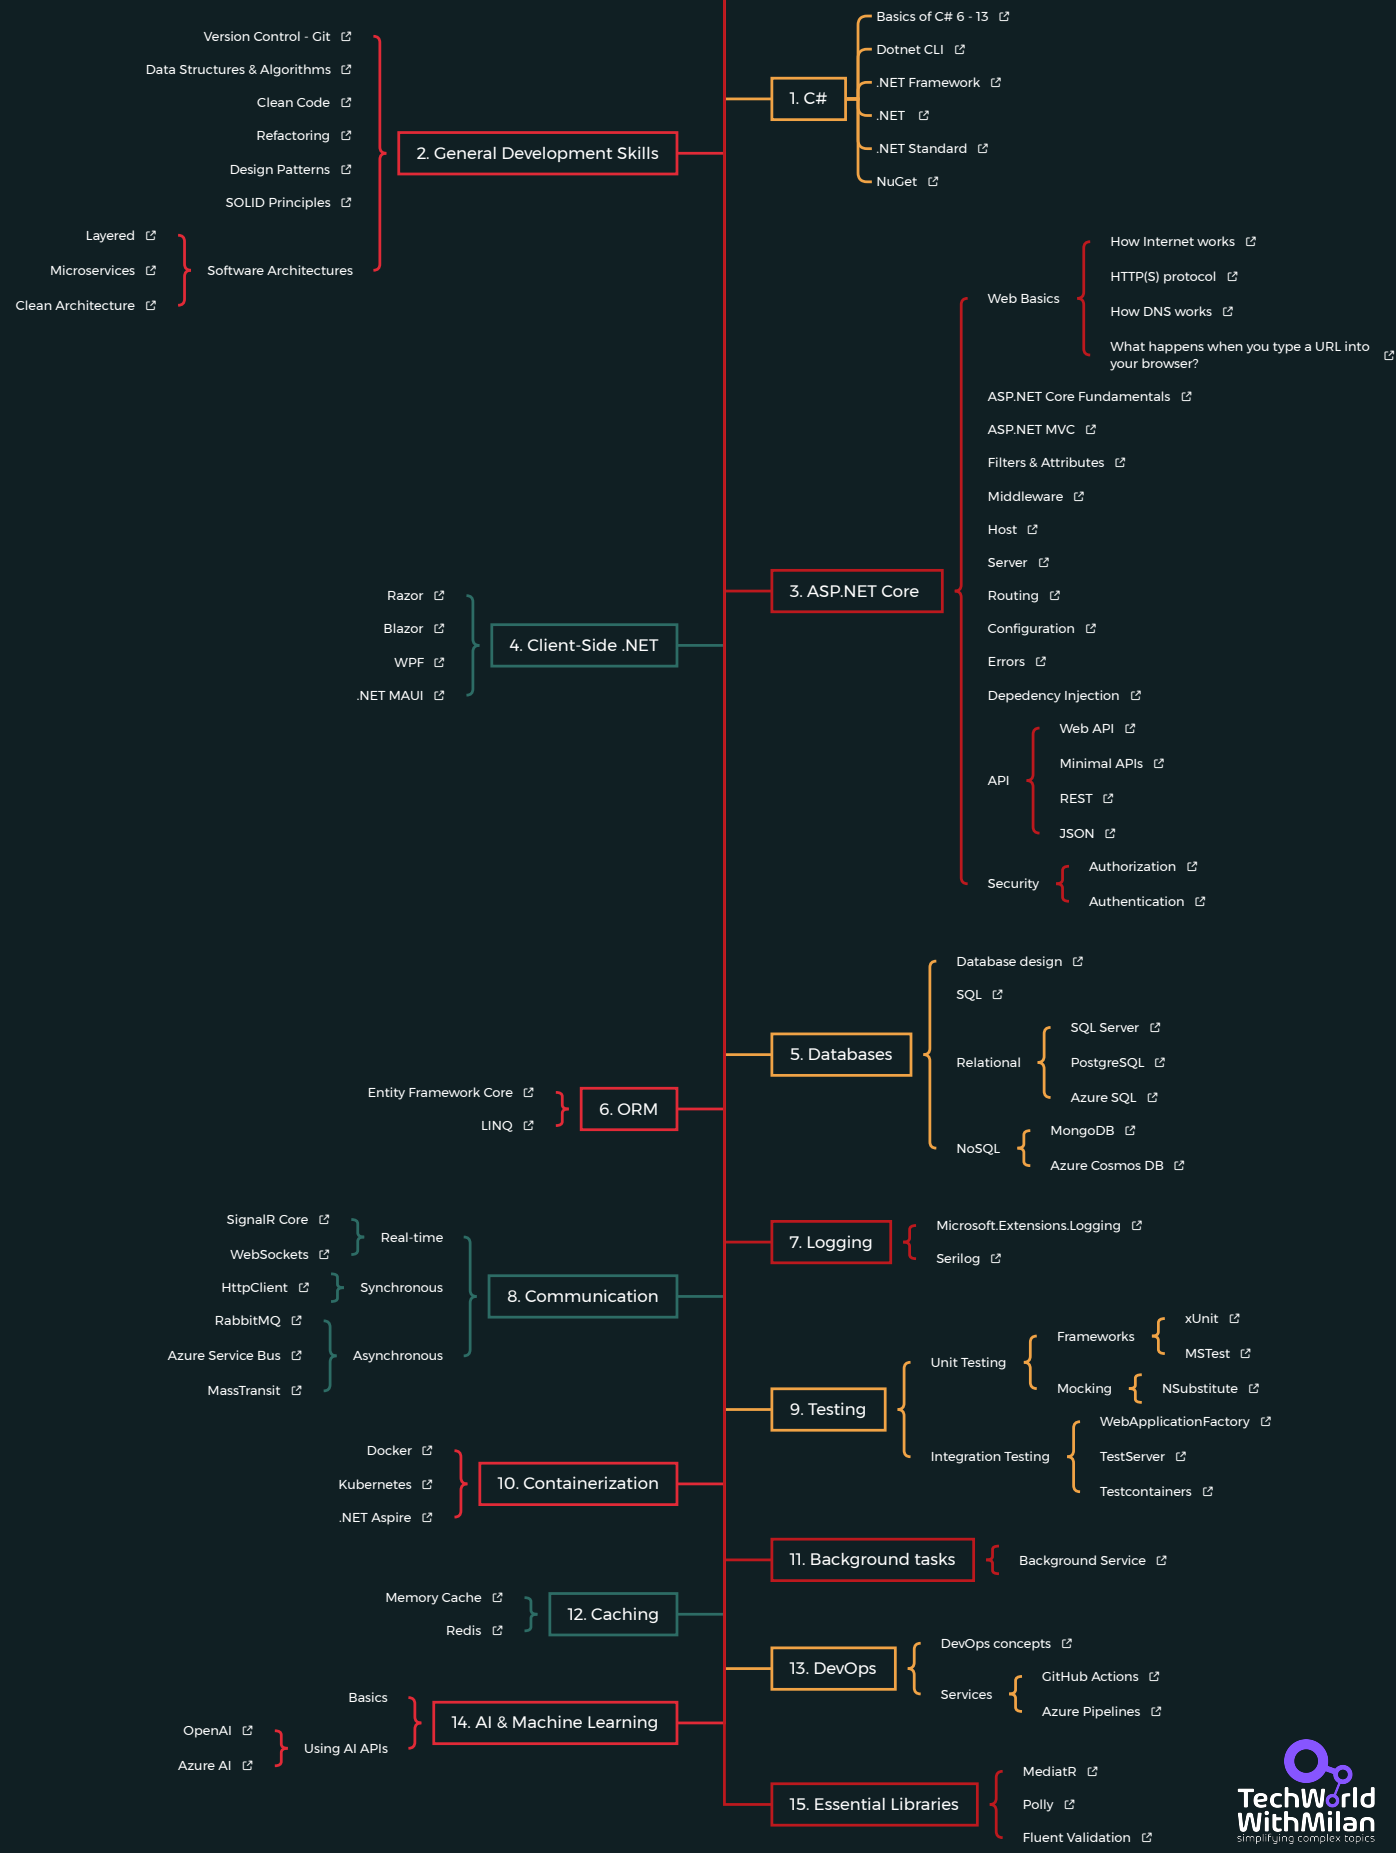 1. C#
Basics of C# 6 - 13
Dotnet CLI
.NET Framework
.NET
.NET Standard
NuGet
2. General Development Skills
Version Control - Git
Data Structures & Algorithms
Clean Code
Refactoring
Design Patterns
SOLID Principles
Software Architectures
Layered
Microservices
Clean Architecture
3. ASP.NET Core
Web Basics
How Internet works
HTTP(S) protocol
How DNS works
What happens when you type a URL into
your browser?
ASP.NET Core Fundamentals
ASP.NET MVC
Filters & Attributes
Middleware
Host
Server
Routing
Configuration
Errors
Depedency Injection
API
Web API
Minimal APIs
REST
JSON
Security
Authorization
Authentication
4. Client-Side .NET
Razor
Blazor
WPF
.NET MAUI
5. Databases
Database design
SQL
Relational
SQL Server
PostgreSQL
Azure SQL
NoSQL
MongoDB
Azure Cosmos DB
6. ORM
Entity Framework Core
LINQ
7. Logging
Microsoft.Extensions.Logging
Serilog
8. Communication
Real-time
SignalR Core
WebSockets
Synchronous
HttpClient
Asynchronous
RabbitMQ
Azure Service Bus
MassTransit
9. Testing
Unit Testing
Frameworks
xUnit
MSTest
Mocking
NSubstitute
Integration Testing
WebApplicationFactory
TestServer
Testcontainers
10. Containerization
Docker
Kubernetes
.NET Aspire
11. Background tasks
Background Service
12. Caching
Memory Cache
Redis
13. DevOps
DevOps concepts
Services
GitHub Actions
Azure Pipelines
14. AI & Machine Learning
Basics
Using AI APIs
OpenAI
Azure AI
15. Essential Libraries
MediatR
Polly
Fluent Validation
TechWorld
WithMilan
simplifying complex topics